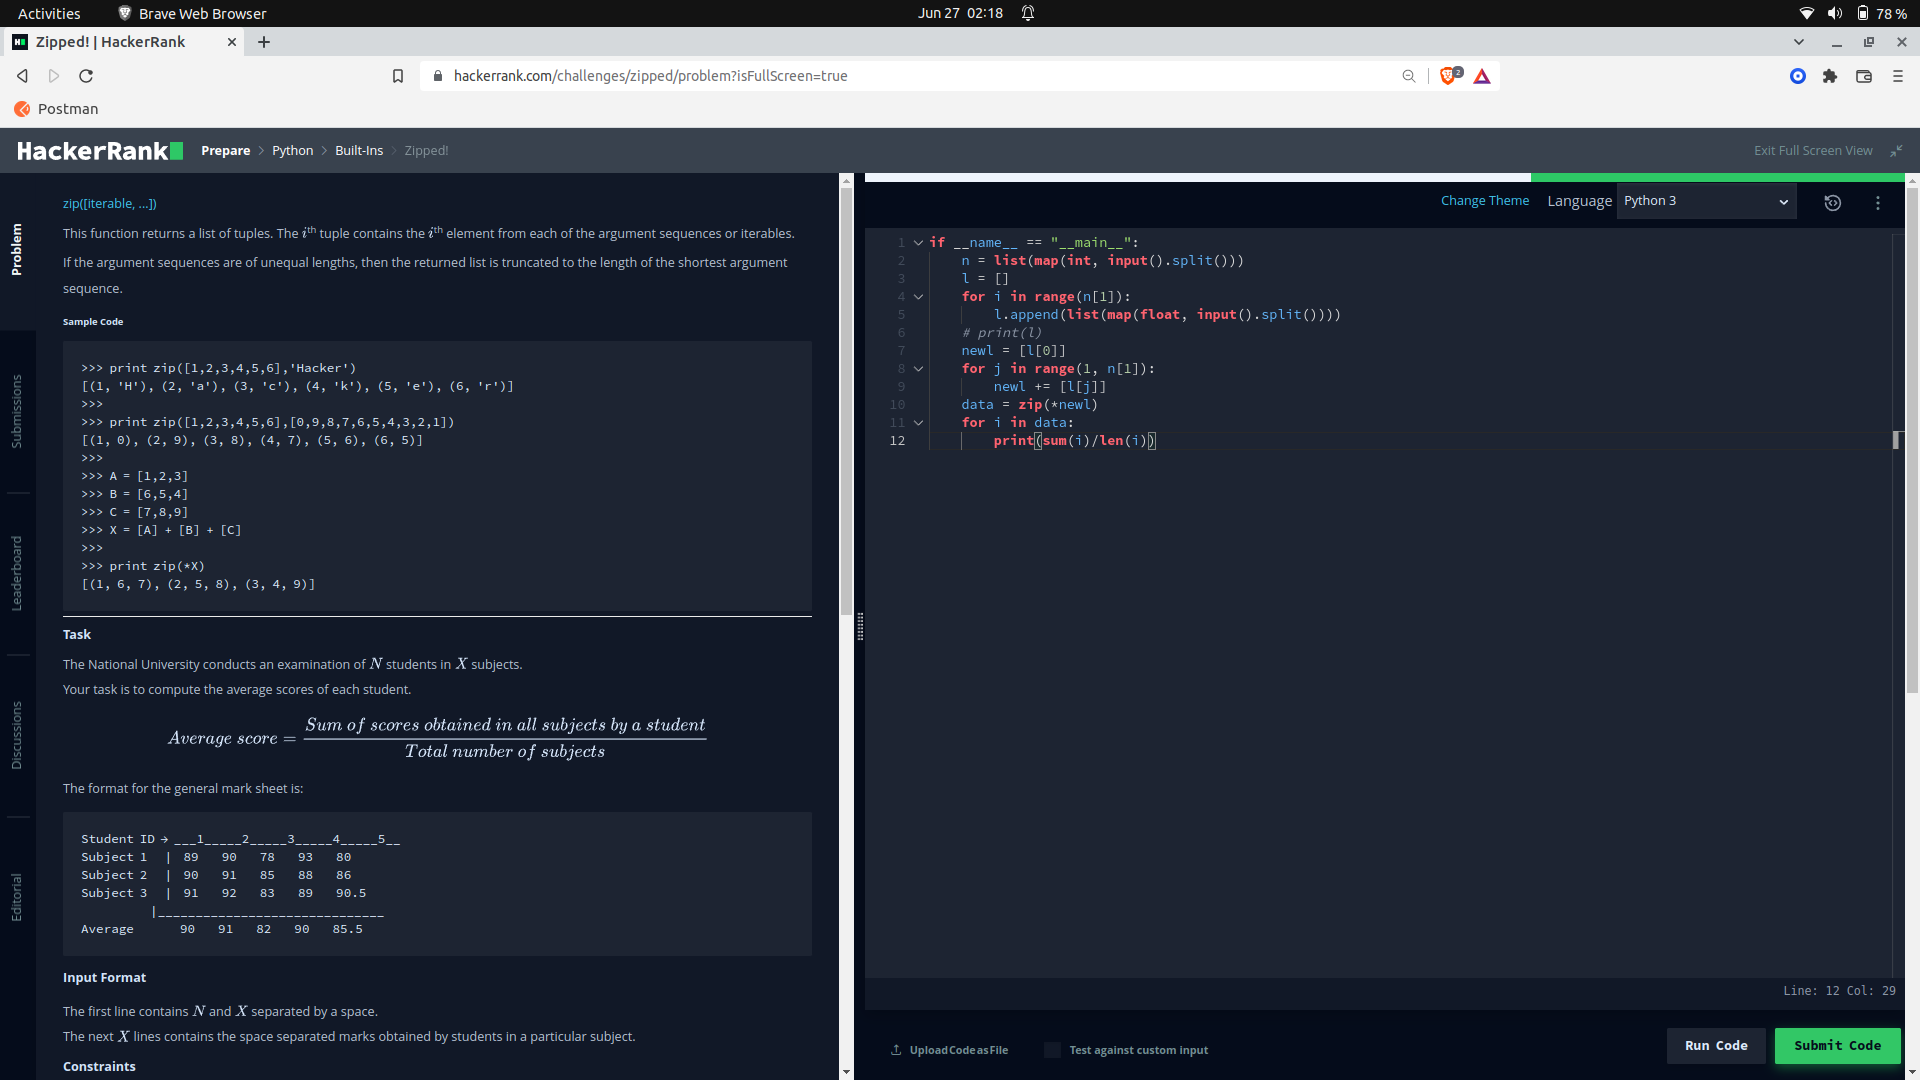 Activities
Brave Web Browser
Jun 27 02:18
78 %
Zipped! | HackerRank
hackerrank.com/challenges/zipped/problem?isFullScreen=true
2
Postman
HackerRank
Prepare > Python > Built-Ins > Zipped!
Exit Full Screen View
Problem
Submissions
Leaderboard
Discussions
Editorial
zip([iterable, ...])
This function returns a list of tuples. The ith tuple contains the ith element from each of the argument sequences or iterables.
If the argument sequences are of unequal lengths, then the returned list is truncated to the length of the shortest argument
sequence.
Sample Code
>>> print zip([1,2,3,4,5,6],'Hacker')
[(1, 'H'), (2, 'a'), (3, 'c'), (4, 'k'), (5, 'e'), (6, 'r')]
>>>
>>> print zip([1,2,3,4,5,6],[0,9,8,7,6,5,4,3,2,1])
[(1, 0), (2, 9), (3, 8), (4, 7), (5, 6), (6, 5)]
>>>
>>> A = [1,2,3]
>>> B = [6,5,4]
>>> C = [7,8,9]
>>> X = [A] + [B] + [C]
>>>
>>> print zip(*X)
[(1, 6, 7), (2, 5, 8), (3, 4, 9)]
Task
The National University conducts an examination of N students in X subjects.
Your task is to compute the average scores of each student.
Sum of scores obtained in all subjects by a student
Average score =
Total number of subjects
The format for the general mark sheet is:
Student ID → ___1_____2_____3_____4_____5__
Subject 1 | 89 90 78 93 80
Subject 2 | 90 91 85 88 86
Subject 3 | 91 92 83 89 90.5
|______________________________
Average 90 91 82 90 85.5
Input Format
The first line contains N and X separated by a space.
The next X lines contains the space separated marks obtained by students in a particular subject.
Constraints
Change Theme
Language
Python 3
1 if __name__ == "__main__":
2 n = list(map(int, input().split()))
3 l = []
4 for i in range(n[1]):
5 l.append(list(map(float, input().split())))
6 # print(l)
7 newl = [l[0]]
8 for j in range(1, n[1]):
9 newl += [l[j]]
10 data = zip(*newl)
11 for i in data:
12 print(sum(i)/len(i))
Line: 12 Col: 29
Upload Code as File
Test against custom input
Run Code
Submit Code